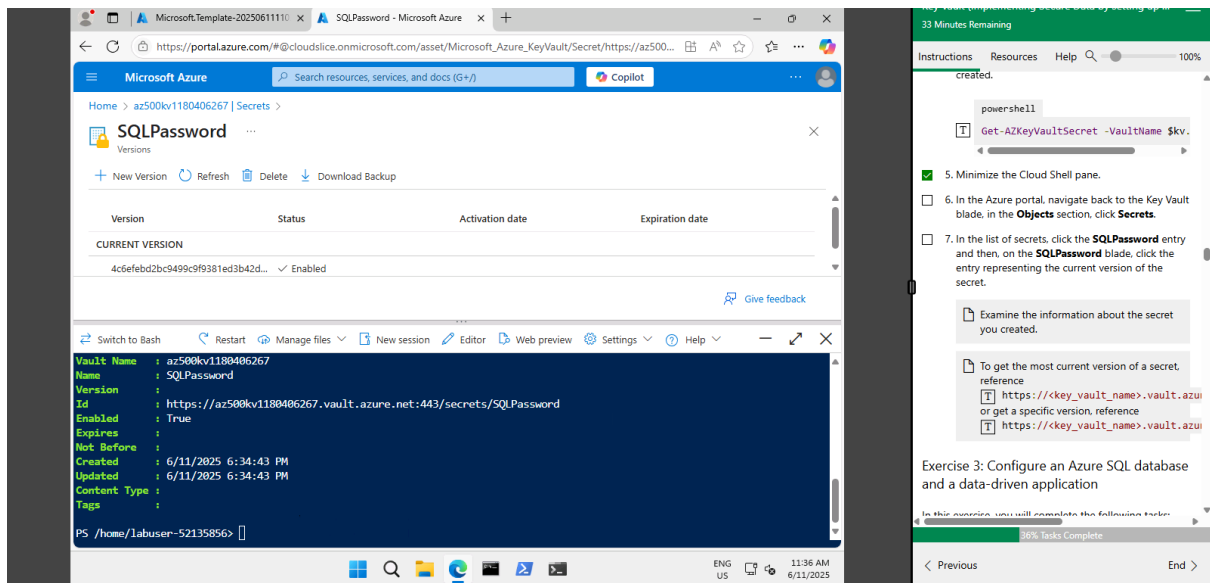 Microsoft.Template-20250611110
SQLPassword - Microsoft Azure
https://portal.azure.com/#@cloudslice.onmicrosoft.com/asset/Microsoft_Azure_KeyVault/Secret/https://az500...
Microsoft Azure
Search resources, services, and docs (G+/)
Copilot
Home > az500kv1180406267 | Secrets >
SQLPassword ...
Versions
New Version
Refresh
Delete
Download Backup
Version Status Activation date Expiration date
CURRENT VERSION
4c6efebd2bc9499c9f9381ed3b42d... Enabled
Give feedback
Switch to Bash
Restart
Manage files
New session
Editor
Web preview
Settings
Help
Vault Name : az500kv1180406267
Name : SQLPassword
Version :
Id : https://az500kv1180406267.vault.azure.net:443/secrets/SQLPassword
Enabled : True
Expires :
Not Before :
Created : 6/11/2025 6:34:43 PM
Updated : 6/11/2025 6:34:43 PM
Content Type :
Tags :
PS /home/labuser-52135856>
ENG
US
11:36 AM
6/11/2025
33 Minutes Remaining
Instructions Resources Help 100%
created.
powershell
Get-AZKeyVaultSecret -VaultName $kv.
5. Minimize the Cloud Shell pane.
6. In the Azure portal, navigate back to the Key Vault
blade, in the Objects section, click Secrets.
7. In the list of secrets, click the SQLPassword entry
and then, on the SQLPassword blade, click the
entry representing the current version of the
secret.
Examine the information about the secret
you created.
To get the most current version of a secret,
reference
https://<key_vault_name>.vault.azu
or get a specific version, reference
https://<key_vault_name>.vault.azu
Exercise 3: Configure an Azure SQL database
and a data-driven application
In this exercise, you will complete the following tasks:
36% Tasks Complete
< Previous
End >